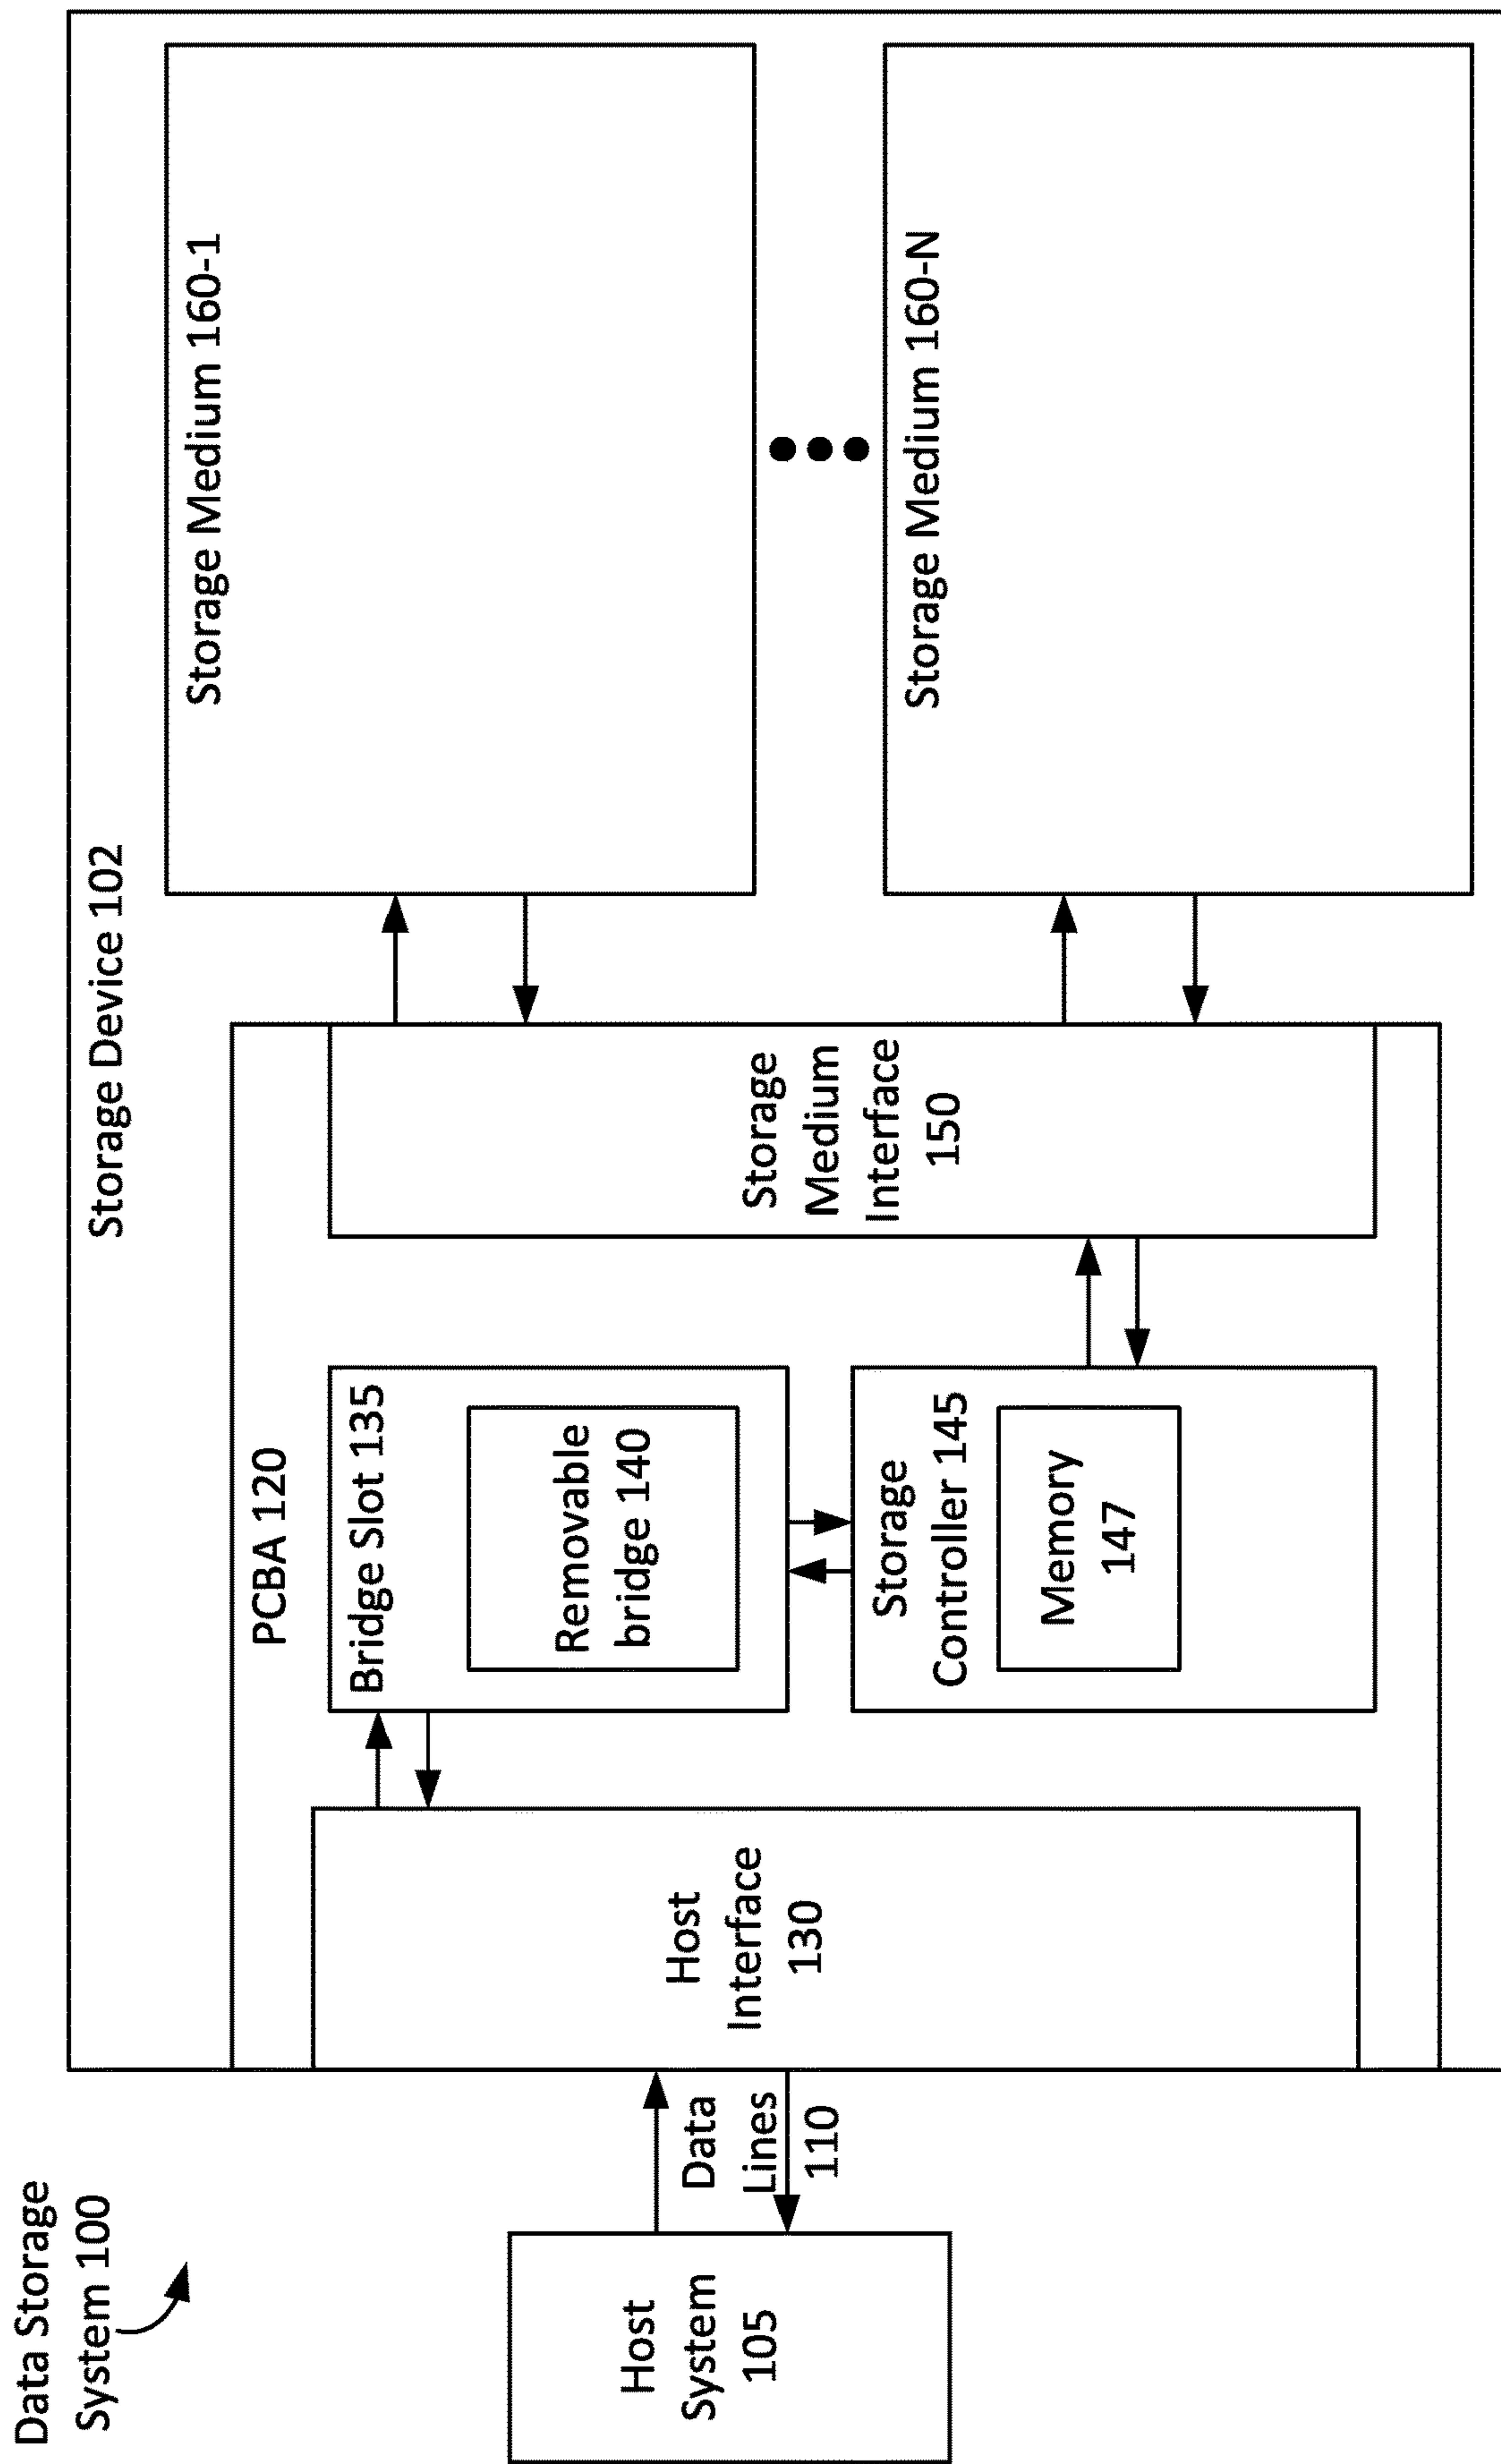 Data Storage
System 100
Host
System
105
Data
Lines
110
Storage Device 102
PCBA 120
Host
Interface
130
Bridge Slot 135
Removable
bridge 140
Storage
Controller 145
Memory
147
Storage
Medium
Interface
150
Storage Medium 160-1
Storage Medium 160-N